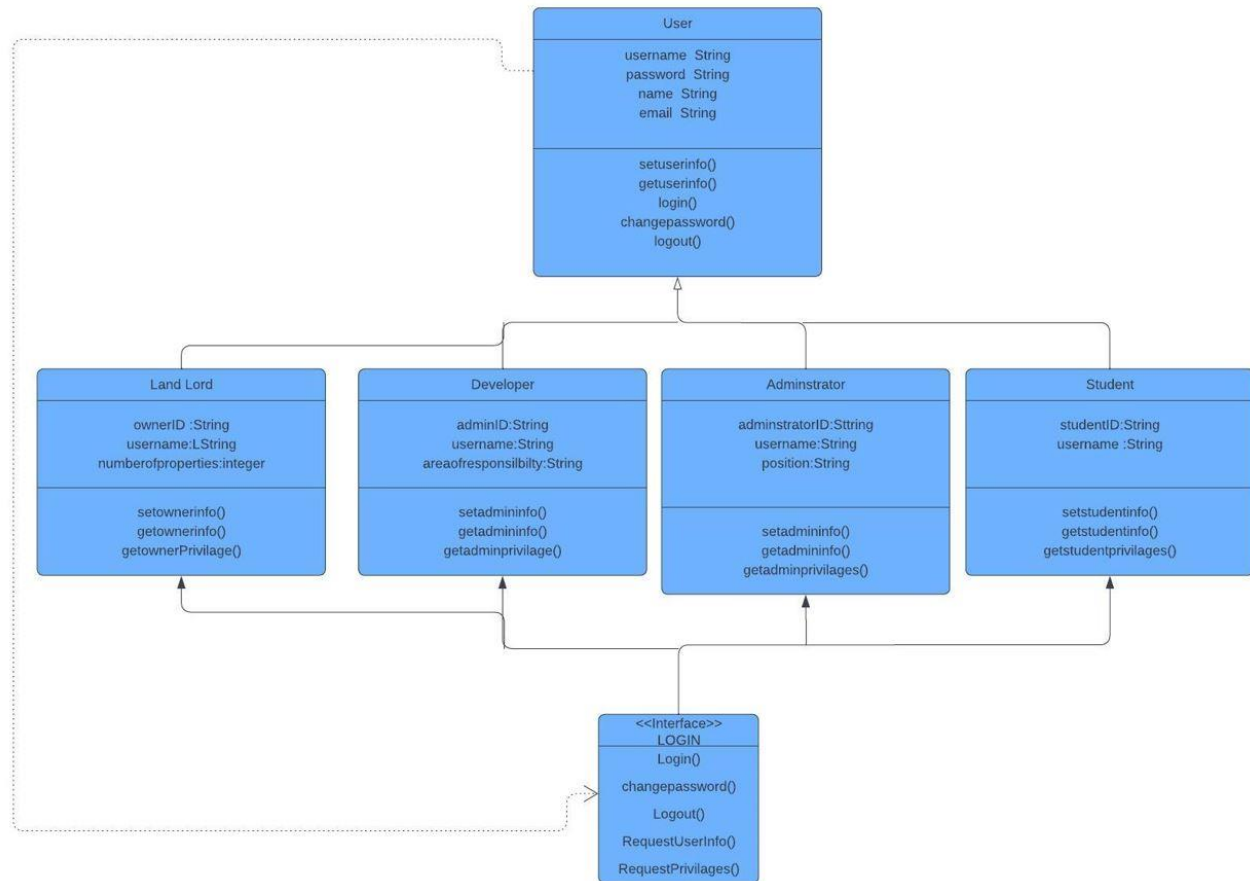 User
username String
password String
name String
email String
setuserinfo()
getuserinfo()
login()
changepassword()
logout()
Land Lord
ownerID :String
username:LString
numberofproperties:integer
setownerinfo()
getownerinfo()
getownerPrivilage()
Developer
adminID:String
username:String
areaofresponsilbilty:String
setadmininfo()
getadmininfo()
getadminprivilage()
Adminstrator
adminstratorID:Sttring
username:String
position:String
setadmininfo()
getadmininfo()
getadminprivilages()
Student
studentID:String
username :String
setstudentinfo()
getstudentinfo()
getstudentprivilages()
<<Interface>>
LOGIN
Login()
changepassword()
Logout()
RequestUserInfo()
RequestPrivilages()